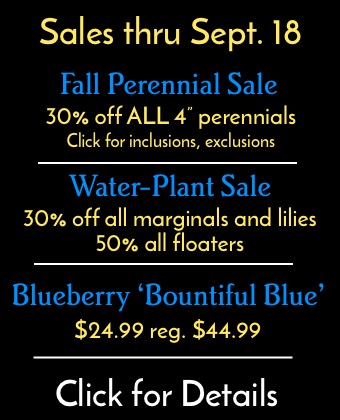 Sales thru Sept. 18
Fall Perennial Sale
30% off ALL 4” perennials
Click for inclusions, exclusions
Water-Plant Sale
30% off all marginals and lilies
50% all floaters
Blueberry ‘Bountiful Blue’
$24.99 reg. $44.99
Click for Details